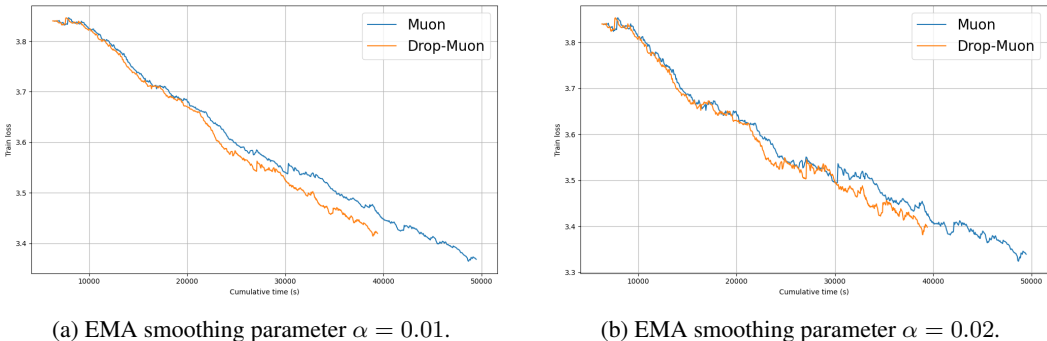 Muon
Drop-Muon
3.8
3.7
3.6
3.5
3.4
Train loss
10000 20000 30000 40000 50000
Cumulative time (s)
(a) EMA smoothing parameter α = 0.01.
Muon
Drop-Muon
3.8
3.7
3.6
3.5
3.4
3.3
Train loss
10000 20000 30000 40000 50000
Cumulative time (s)
(b) EMA smoothing parameter α = 0.02.